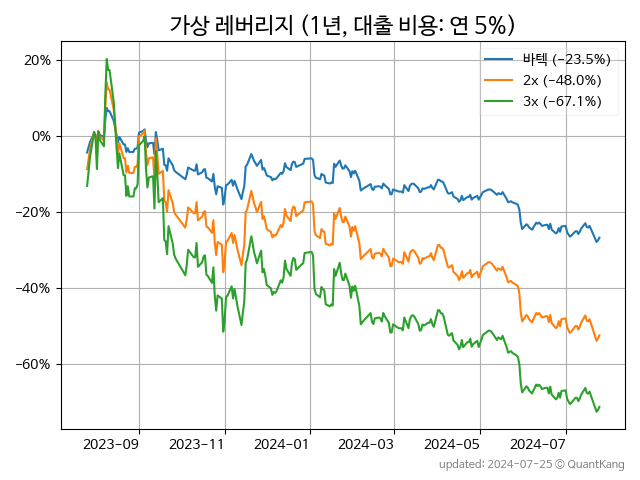 가상 레버리지 (1년, 대출 비용: 연 5%)
바텍 (−23.5%)
2x (−48.0%)
3x (−67.1%)
20%
0%
−20%
−40%
−60%
2023−09 2023−11 2024−01 2024−03 2024−05 2024−07
updated: 2024-07-25 © QuantKang